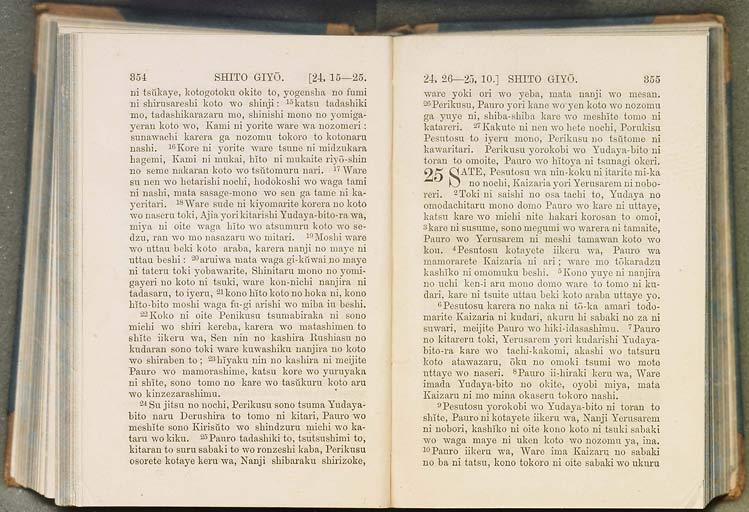 354 SHITO GIYŌ. [24, 15—25.
ni tsŭkaye, kotogotoku okite to, yogensha no fumi
ni shirusareshi koto wo shinji: 15katsu tadashiki
mo, tadashikarazaru mo, shinishi mono no yomiga-
yeran koto wo, Kami ni yorite ware wa nozomeri:
sunawachi karera ga nozomu tokoro to kotonaru
nashi. 16Kore ni yorite ware tsune ni midzukara
hagemi, Kami ni mukai, hĭto ni mukaite riyō-shin
no seme nakaran koto wo tsŭtomuru nari. 17Ware
su nen wo hetarishi nochi, hodokoshi wo waga tami
ni nashi, mata sasage-mono wo sen ga tame ni ka-
yeritari. 18Ware sude ni kiyomarite korera no koto
wo naseru toki, Ajia yori kitarishi Yudaya-bito-ra wa,
miya ni oite waga hĭto wo atsumuru koto wo se-
dzu, ran wo mo nasazaru wo mitari. 19Moshi ware
wo uttau beki koto araba, karera nanji no maye ni
uttau beshi: 20aruiwa mata waga gi-kŭwai no maye
ni tateru toki yobawarite, Shinitaru mono no yomi-
gayeri no koto ni tsuki, ware kon-nichi nanjira ni
tadasaru, to iyeru, 21kono hĭto koto no hoka ni, kono
hĭto-bito moshi waga fu-gi arishi wo miba iu beshi.
22Koko ni oite Perikusu tsumabiraka ni sono
michi wo shiri kereba, karera wo matashimen to
shĭte iikeru wa, Sen nin no kashira Rushiasu no
kudaran sono toki ware kuwashiku nanjira no koto
wo shiraben to; 23hiyaku nin no kashira ni meijite
Pauro wo mamorashime, katsu kore wo yuruyaka
ni shĭte, sono tomo no kare wo tasŭkuru koto aru
wo kinzezarashimu.
24Su jitsu no nochi, Perikusu sono tsuma Yudaya-
bito naru Derushira to tomo ni kitari, Pauro wo
meshĭte sono Kirisŭto wo shindzuru michi wo ka-
taru wo kiku. 25Pauro tadashiki to, tsutsushimi to,
kitaran to suru sabaki to wo ronzeshi kaba, Perikusu
osorete kotaye keru wa, Nanji shibaraku shirizoke,
24, 26—25, 10.] SHITO GIYŌ. 355
ware yoki ori wo yeba, mata nanji wo mesan.
26Perikusu, Pauro yori kane wo yen koto wo nozomu
ga yuye ni, shiba-shiba kare wo meshĭte tomo ni
katareri. 27Kakute ni nen wo hete nochi, Porukisu
Pesutosu to iyeru mono, Perikusu no tsŭtome ni
kawaritari. Perikusu yorokobi wo Yudaya-bito ni
toran to omoite, Pauro wo hĭtoya ni tsunagi okeri.
25 SATE, Pesutosu wa nin-koku ni itarite mi-ka
no nochi, Kaizaria yori Yerusarem ni nobo-
reri. 2Toki ni saishi no osa tachi to, Yudaya no
omodachitaru mono domo Pauro wo kare ni uttaye,
katsu kare wo michi nite hakari korosan to omoi,
3kare ni susume, sono megumi wo warera ni tamaite,
Pauro wo Yerusarem ni meshi tamawan koto wo
kou. 4Pesutosu kotayete iikeru wa, Pauro wa
mamorarete Kaizaria ni ari; ware mo tŏkaradzu
kashĭko ni omomuku beshi. 5Kono yuye ni nanjira
no uchi ken-i aru mono domo ware to tomo ni ku-
dari, kare ni tsuite uttau beki koto araba uttaye yo.
6Pesutosu karera no naka ni tō-ka amari todo-
marite Kaizaria ni kudari, akuru hi sabaki no za ni
suwari, meijite Pauro wo hiki-idasashimu. 7Pauro
no kitareru toki, Yerusarem yori kudarishi Yudaya-
bito-ra kare wo tachi-kakomi, akashi wo tatsuru
koto atawazaru, ōku no omoki tsumi wo moto
uttaye wo naseri. 8Pauro ii-hiraki keru wa, Ware
imada Yudaya-bito no okite, oyobi miya, mata
Kaizaru ni mo mina okaseru tokoro nashi.
9Pesutosu yorokobi wo Yudaya-bito ni toran to
shĭte, Pauro ni kotayete iikeru wa, Nanji Yerusarem
ni nobori, kashĭko ni oite kono koto ni tsuki sabaki
wo waga maye ni uken koto wo nozomu ya, ina.
10Pauro iikeru wa, Ware ima Kaizaru no sabaki
no ba ni tatsu, kono tokoro ni oite sabaki wo ukuru